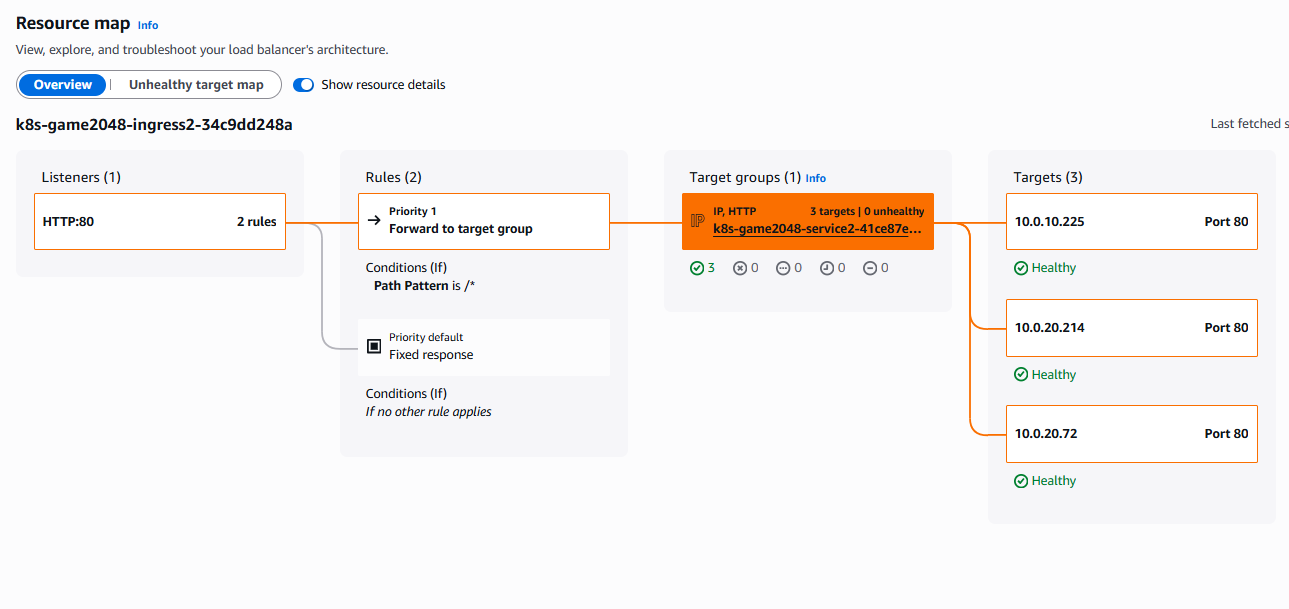 Resource map Info
View, explore, and troubleshoot your load balancer's architecture.
Overview Unhealthy target map Show resource details
k8s-game2048-ingress2-34c9dd248a
Last fetched s
Listeners (1)
HTTP:80 2 rules
Rules (2)
Priority 1
Forward to target group
Conditions (If)
Path Pattern is /*
Priority default
Fixed response
Conditions (If)
If no other rule applies
Target groups (1) Info
IP IP, HTTP 3 targets | 0 unhealthy
k8s-game2048-service2-41ce87e...
3 0 0 0 0
Targets (3)
10.0.10.225 Port 80
Healthy
10.0.20.214 Port 80
Healthy
10.0.20.72 Port 80
Healthy